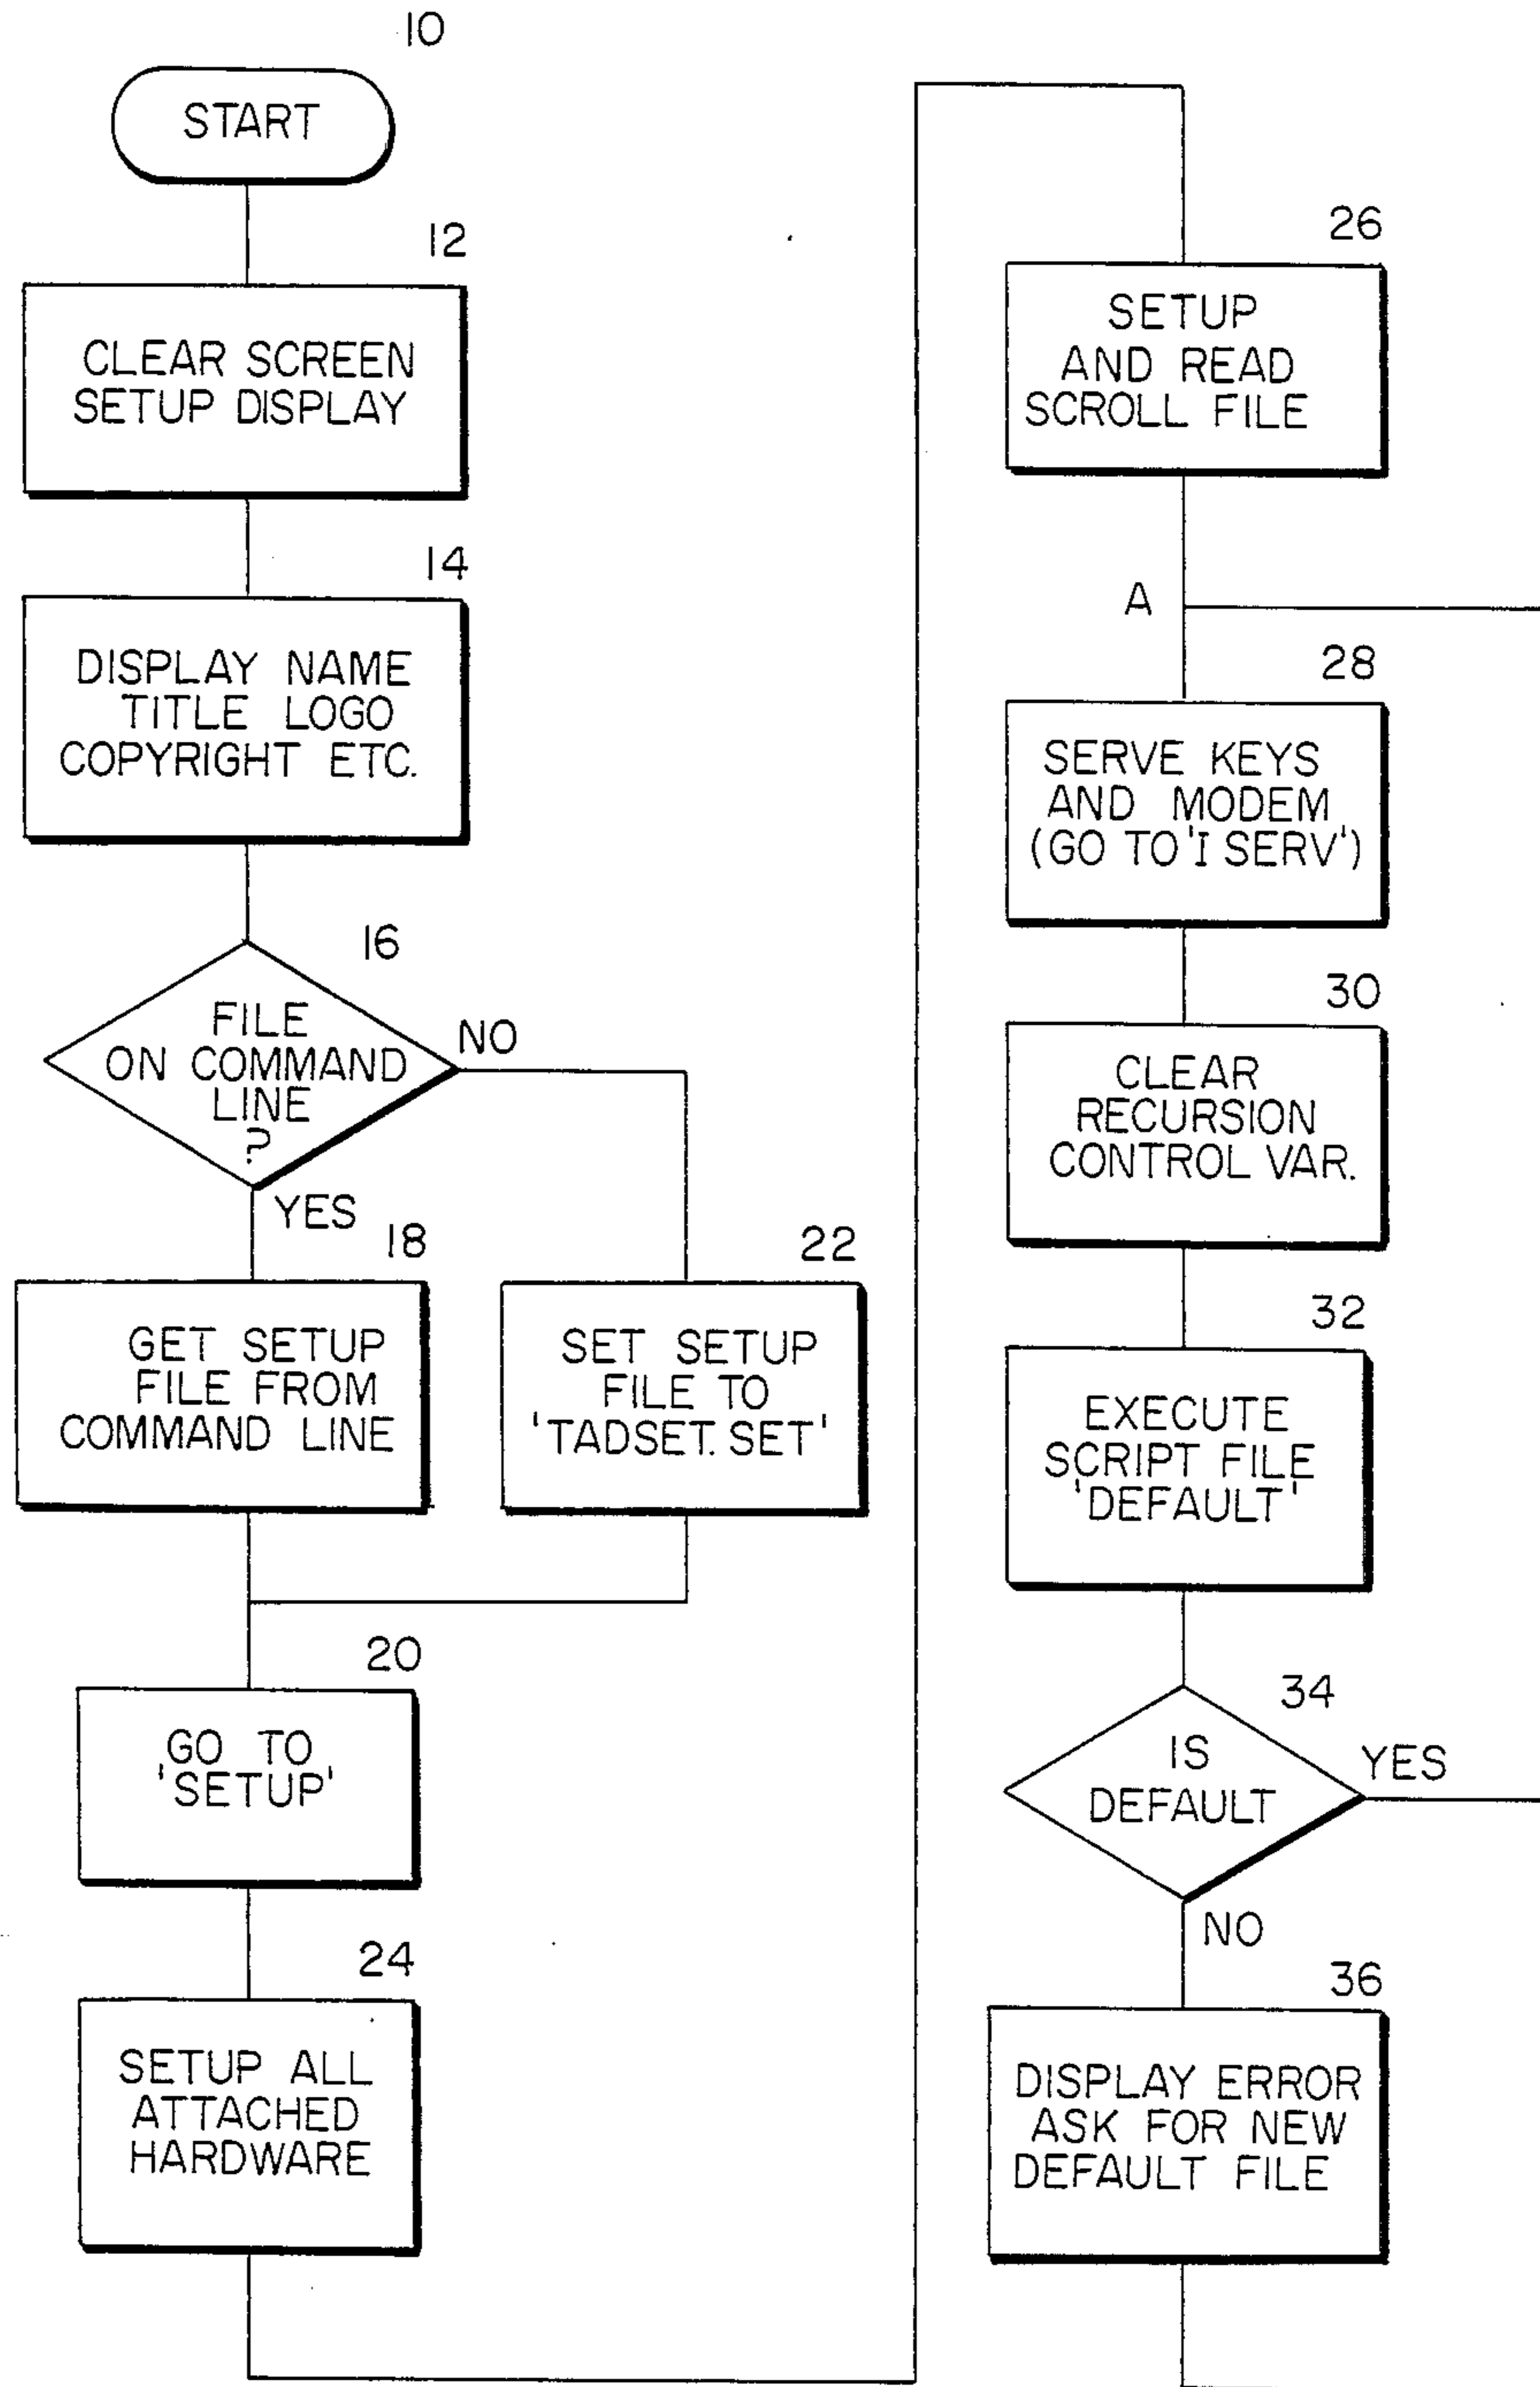 10
START
12
CLEAR SCREEN
SETUP DISPLAY
14
DISPLAY NAME
TITLE LOGO
COPYRIGHT ETC.
16
FILE
ON COMMAND
LINE
?
NO
YES
18
GET SETUP
FILE FROM
COMMAND LINE
22
SET SETUP
FILE TO
'TADSET.SET'
20
GO TO
'SETUP'
24
SETUP ALL
ATTACHED
HARDWARE
26
SETUP
AND READ
SCROLL FILE
A
28
SERVE KEYS
AND MODEM
(GO TO 'I SERV')
30
CLEAR
RECURSION
CONTROL VAR.
32
EXECUTE
SCRIPT FILE
'DEFAULT'
34
IS
DEFAULT
YES
NO
36
DISPLAY ERROR
ASK FOR NEW
DEFAULT FILE